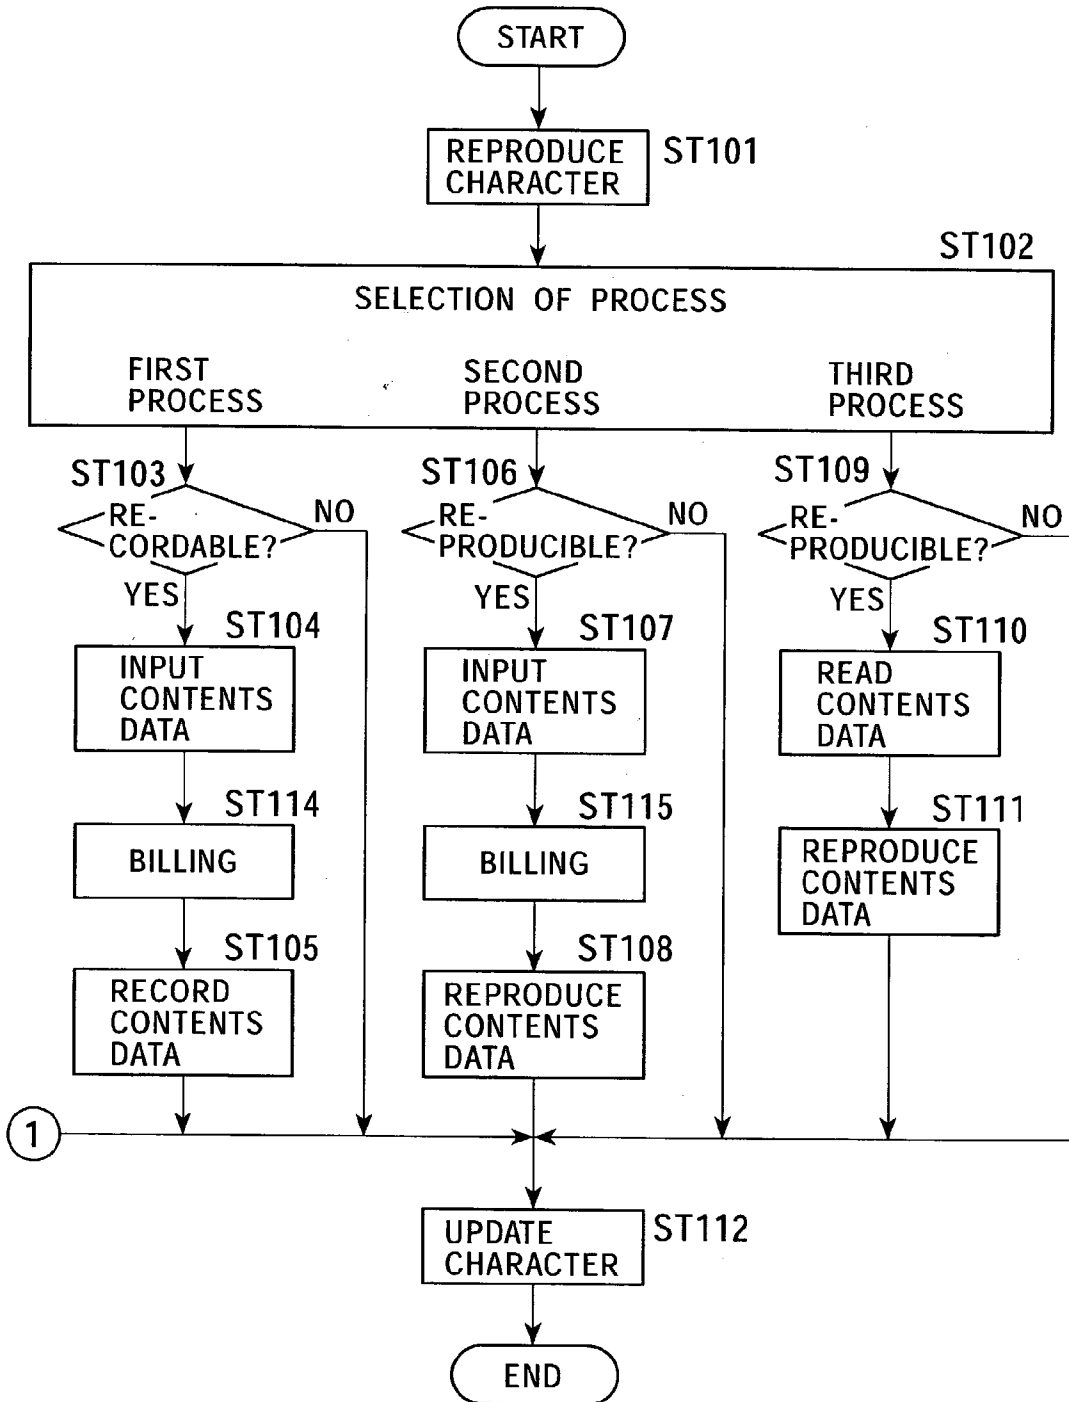 START
REPRODUCE
CHARACTER
ST101
ST102
SELECTION OF PROCESS
FIRST
PROCESS
SECOND
PROCESS
THIRD
PROCESS
ST103
RE-
CORDABLE?
NO
YES
ST106
RE-
PRODUCIBLE?
NO
YES
ST109
RE-
PRODUCIBLE?
NO
YES
ST104
INPUT
CONTENTS
DATA
ST107
INPUT
CONTENTS
DATA
ST110
READ
CONTENTS
DATA
ST114
BILLING
ST115
BILLING
ST111
REPRODUCE
CONTENTS
DATA
ST105
RECORD
CONTENTS
DATA
ST108
REPRODUCE
CONTENTS
DATA
1
UPDATE
CHARACTER
ST112
END